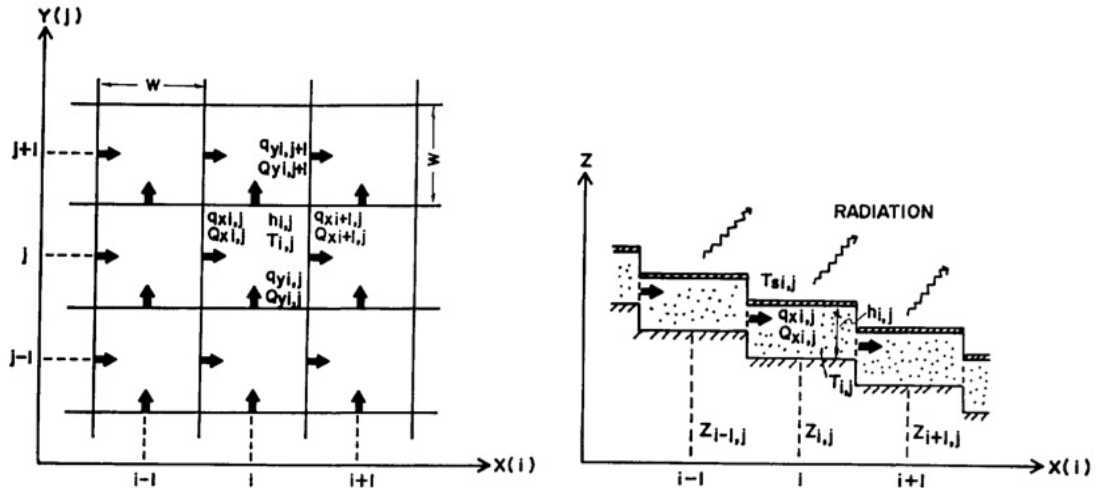 Y(j)
W
j+1
qyi,j+1
Qyi,j+1
W
qxi,j hi,j qxi+1,j
Qxi,j Ti,j Qxi+1,j
j
qyi,j
Qyi,j
j-1
X(i)
i-1 i i+1
Z
RADIATION
Tsi,j
qxi,j hi,j
Qxi,j
Ti,j
Zi-1,j Zi,j Zi+1,j
X(i)
i-1 i i+1